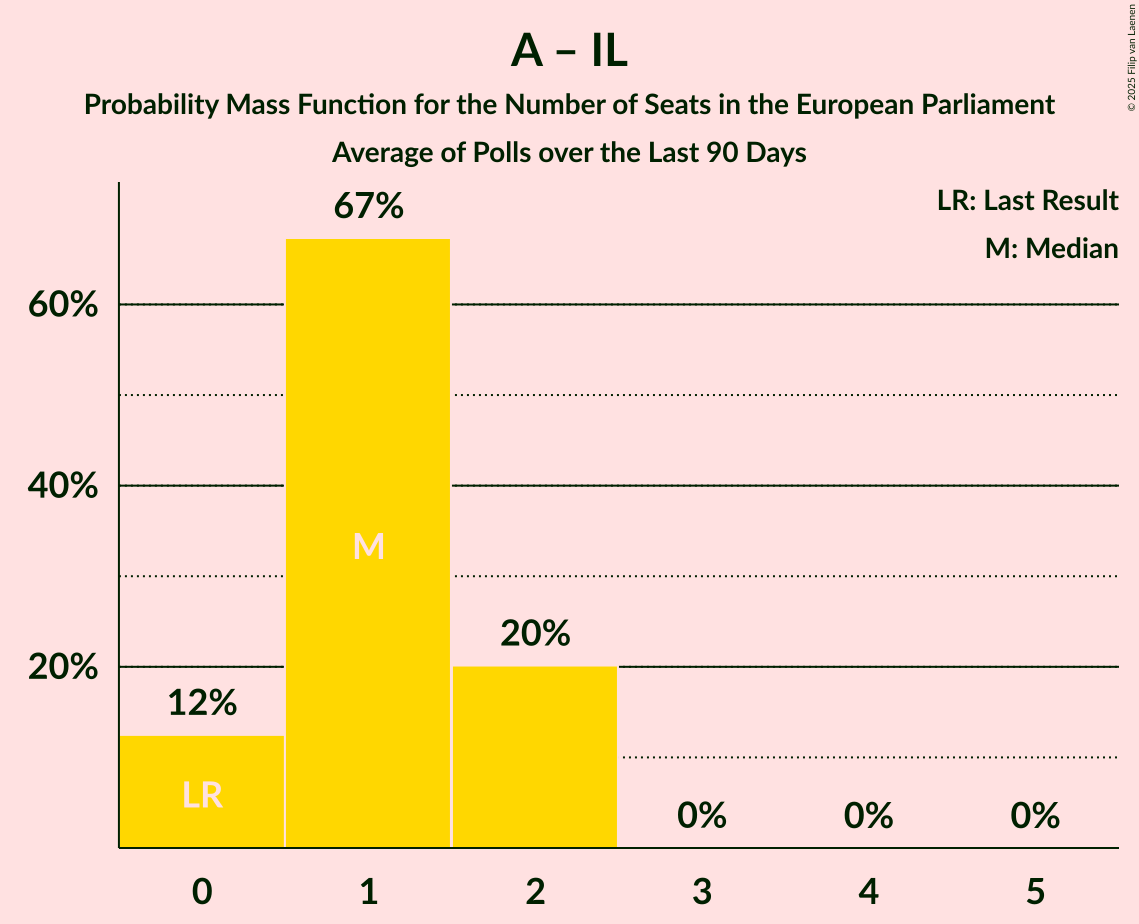 A – IL
Probability Mass Function for the Number of Seats in the European Parliament
Average of Polls over the Last 90 Days
© 2025 Filip van Laenen
LR: Last Result
M: Median
67%
60%
40%
M
20%
20%
12%
LR
0%
0%
0%
0
1
2
3
4
5